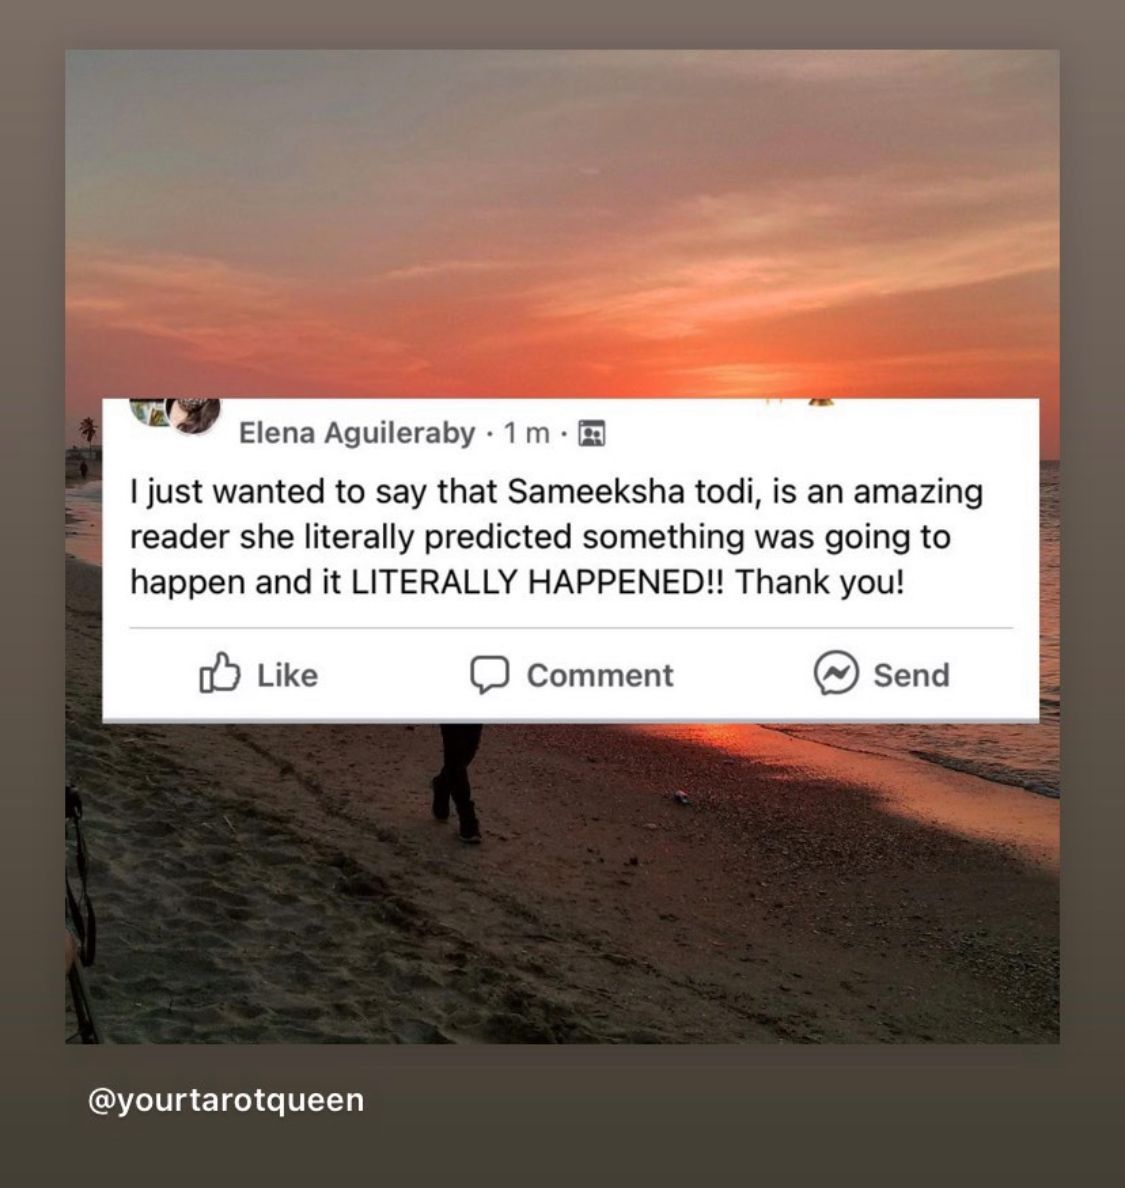 Elena Aguileraby · 1 m ·
I just wanted to say that Sameeksha todi, is an amazing
reader she literally predicted something was going to
happen and it LITERALLY HAPPENED!! Thank you!
Like Comment Send
@yourtarotqueen